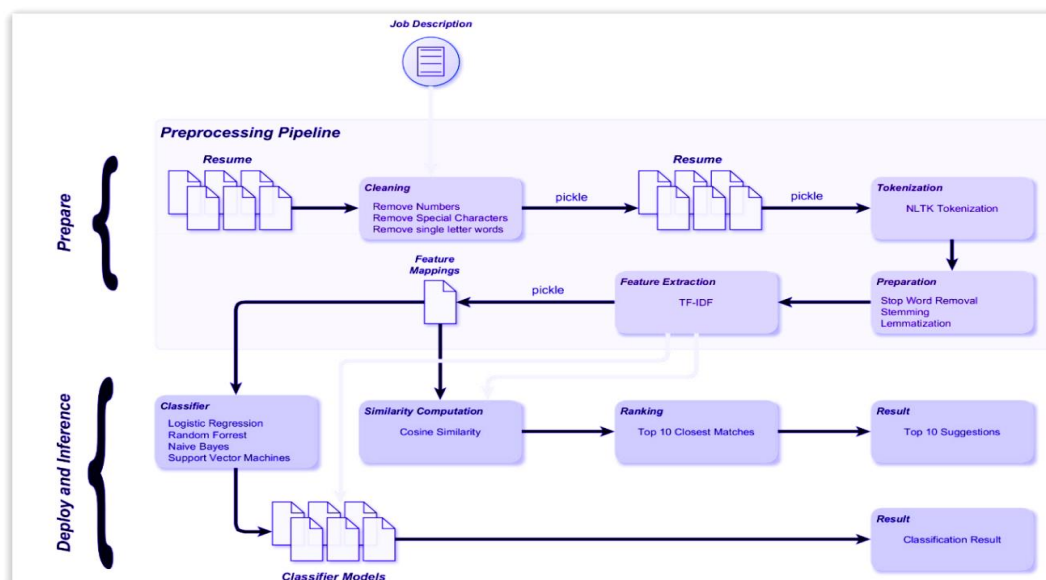 Job Description
Preprocessing Pipeline
Prepare
Resume
Cleaning
Remove Numbers
Remove Special Characters
Remove single letter words
pickle
Resume
pickle
Tokenization
NLTK Tokenization
Feature
Mappings
pickle
Feature Extraction
TF-IDF
Preparation
Stop Word Removal
Stemming
Lemmatization
Deploy and Inference
Classifier
Logistic Regression
Random Forrest
Naive Bayes
Support Vector Machines
Similarity Computation
Cosine Similarity
Ranking
Top 10 Closest Matches
Result
Top 10 Suggestions
Classifier Models
Result
Classification Result